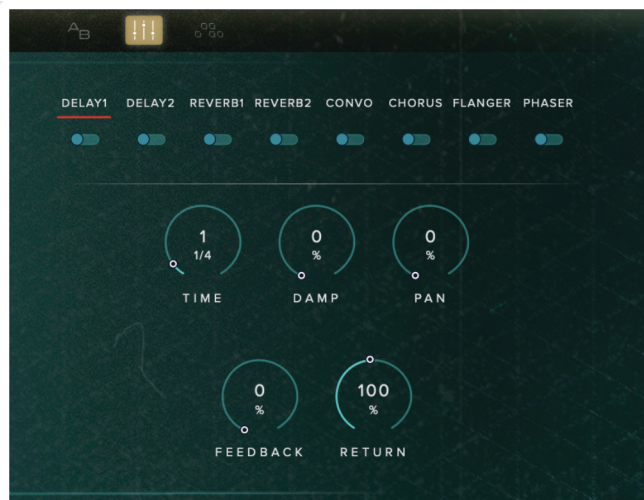 AB
DELAY1 DELAY2 REVERB1 REVERB2 CONVO CHORUS FLANGER PHASER
1 0 0
1/4 % %
TIME DAMP PAN
0 100
% %
FEEDBACK RETURN